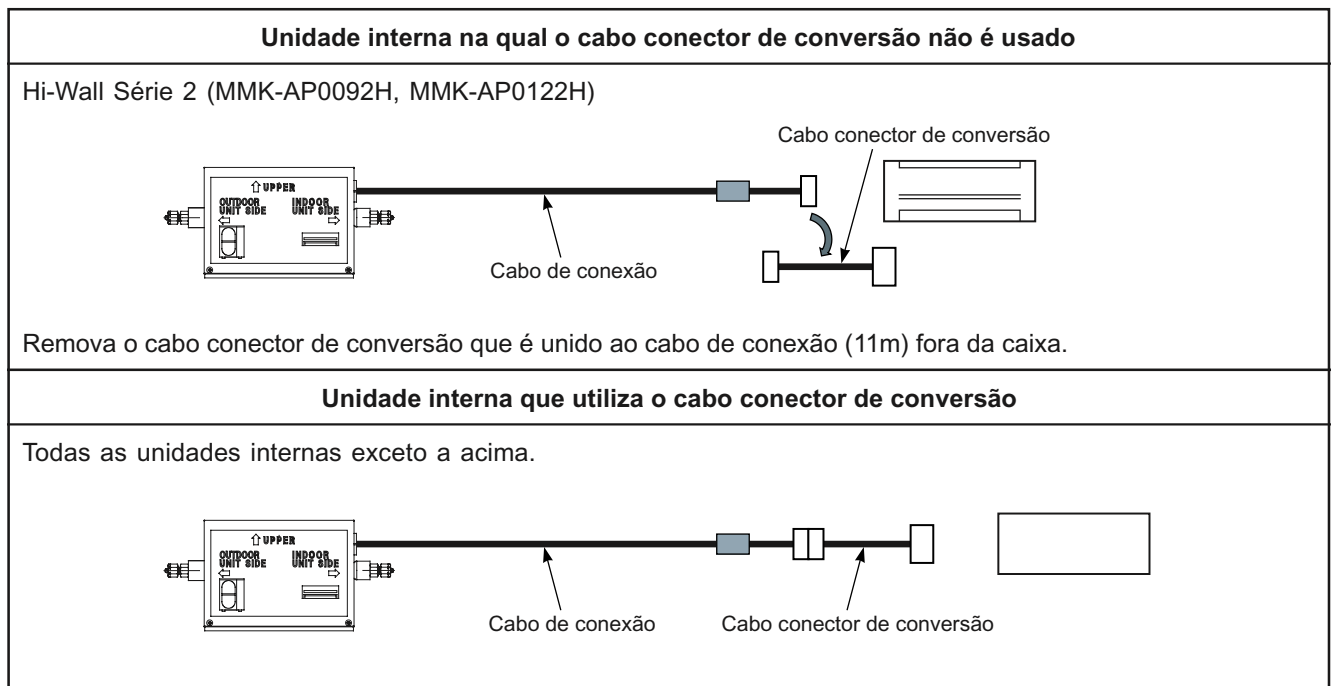 Unidade interna na qual o cabo conector de conversão não é usado
Hi-Wall Série 2 (MMK-AP0092H, MMK-AP0122H)
Cabo conector de conversão
UPPER
OUTDOOR UNIT SIDE
INDOOR UNIT SIDE
Cabo de conexão
Remova o cabo conector de conversão que é unido ao cabo de conexão (11m) fora da caixa.
Unidade interna que utiliza o cabo conector de conversão
Todas as unidades internas exceto a acima.
UPPER
OUTDOOR UNIT SIDE
INDOOR UNIT SIDE
Cabo de conexão
Cabo conector de conversão